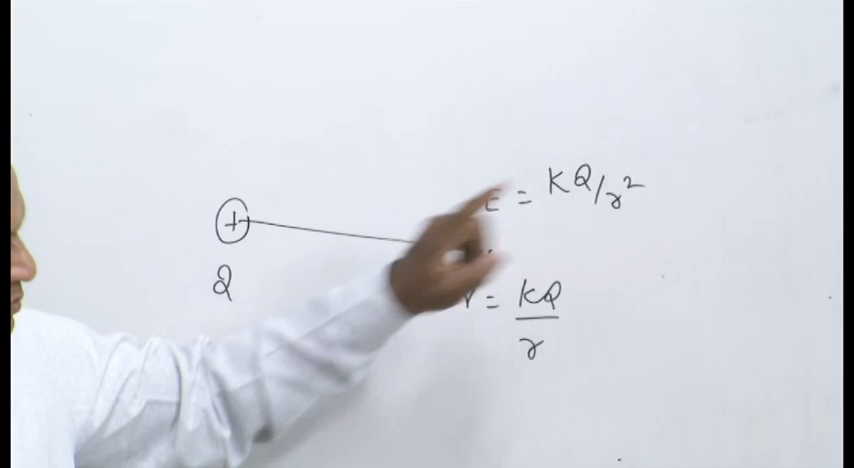 E = KQ/r²
+
Q
V = KQ/r